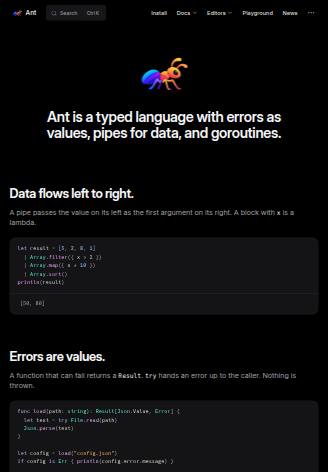 Ant
Search Ctrl K
Install Docs Editors Playground News ···
Ant is a typed language with errors as
values, pipes for data, and goroutines.
Data flows left to right.
A pipe passes the value on its left as the first argument on its right. A block with x is a
lambda.
let result = [5, 2, 8, 1]
| Array.filter({ x > 2 })
| Array.map({ x * 10 })
| Array.sort()
println(result)
[50, 80]
Errors are values.
A function that can fail returns a Result. try hands an error up to the caller. Nothing is
thrown.
func load(path: string): Result[Json.Value, Error] {
let text = try File.read(path)
Json.parse(text)
}
let config = load("config.json")
if config is Err { println(config.error.message) }